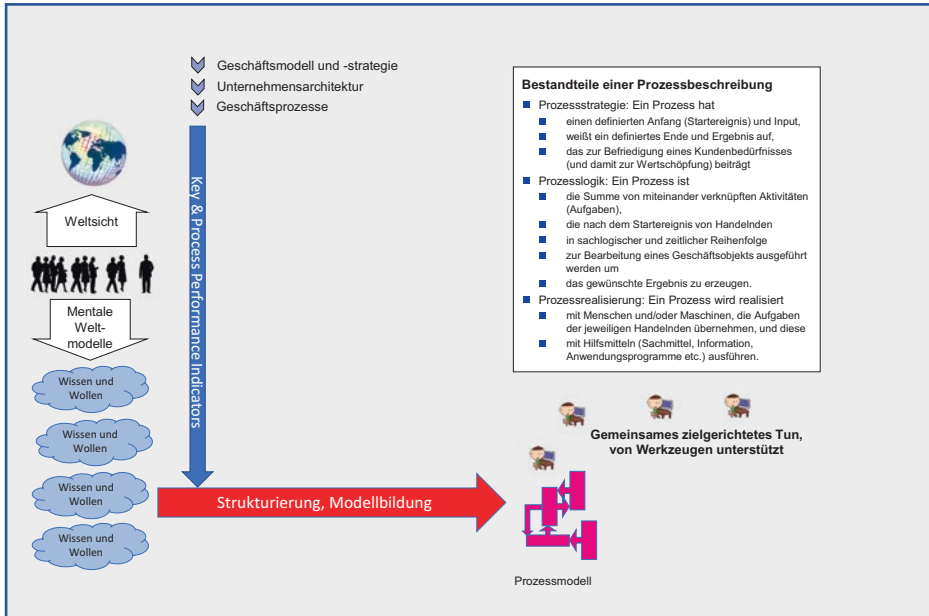 Geschäftsmodell und -strategie
Unternehmensarchitektur
Geschäftsprozesse
Weltsicht
Mentale
Welt-
modelle
Wissen und
Wollen
Wissen und
Wollen
Wissen und
Wollen
Wissen und
Wollen
Key & Process Performance Indicators
Strukturierung, Modellbildung
Bestandteile einer Prozessbeschreibung
Prozessstrategie: Ein Prozess hat
einen definierten Anfang (Startereignis) und Input,
weißt ein definiertes Ende und Ergebnis auf,
das zur Befriedigung eines Kundenbedürfnisses
(und damit zur Wertschöpfung) beiträgt
Prozesslogik: Ein Prozess ist
die Summe von miteinander verknüpften Aktivitäten
(Aufgaben),
die nach dem Startereignis von Handelnden
in sachlogischer und zeitlicher Reihenfolge
zur Bearbeitung eines Geschäftsobjekts ausgeführt
werden um
das gewünschte Ergebnis zu erzeugen.
Prozessrealisierung: Ein Prozess wird realisiert
mit Menschen und/oder Maschinen, die Aufgaben
der jeweiligen Handelnden übernehmen, und diese
mit Hilfsmitteln (Sachmittel, Information,
Anwendungsprogramme etc.) ausführen.
Gemeinsames zielgerichtetes Tun,
von Werkzeugen unterstützt
Prozessmodell